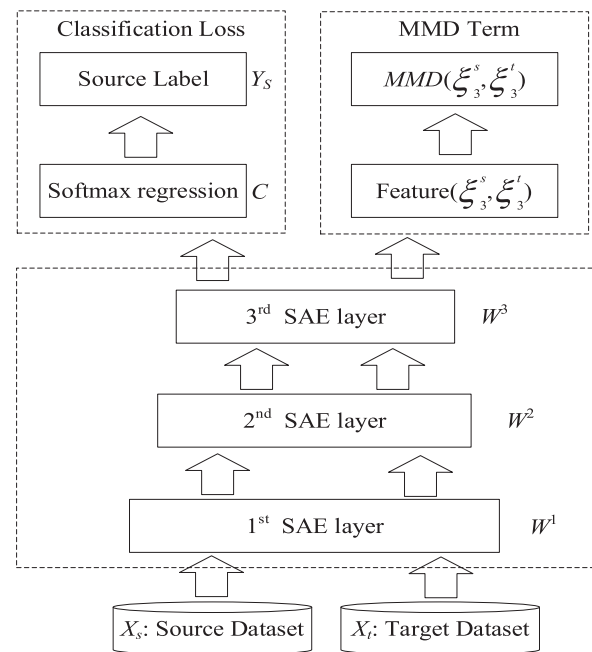 Classification Loss
Source Label Y_S
Softmax regression C
MMD Term
MMD(ξ_3^s, ξ_3^t)
Feature(ξ_3^s, ξ_3^t)
3rd SAE layer W^3
2nd SAE layer W^2
1st SAE layer W^1
X_s: Source Dataset
X_t: Target Dataset